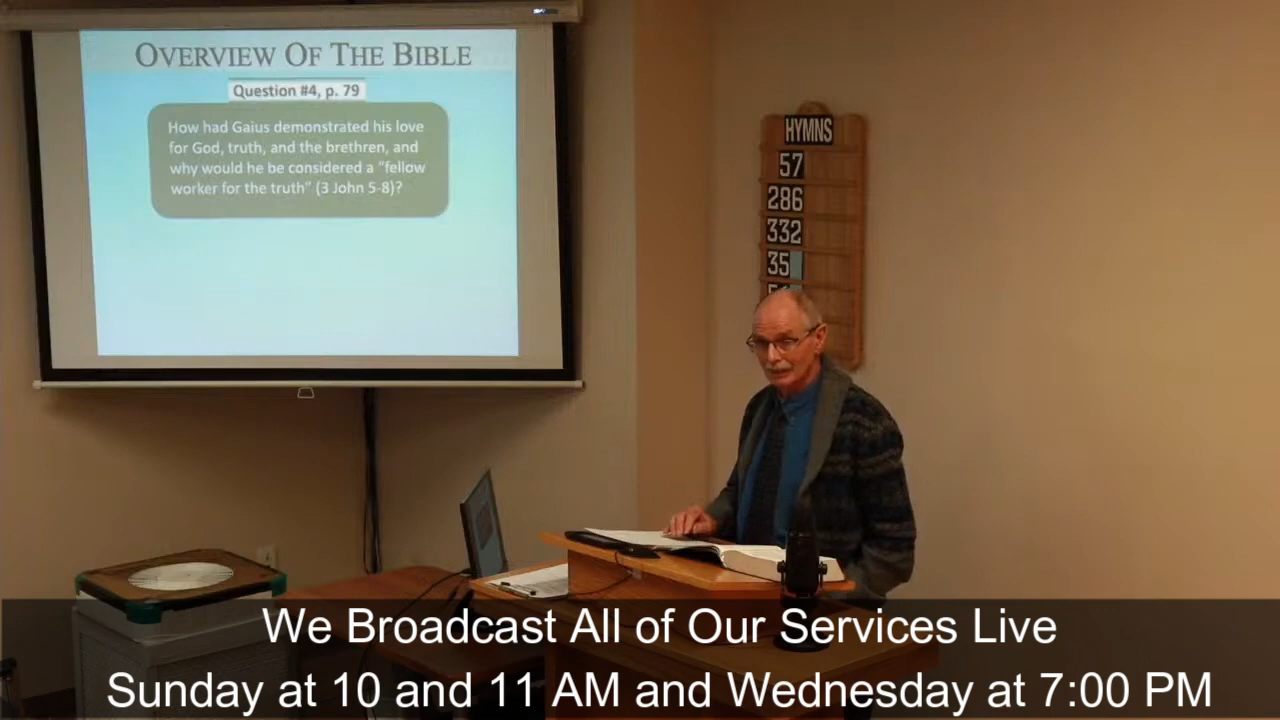 OVERVIEW OF THE BIBLE
Question #4, p. 79
How had Gaius demonstrated his love
for God, truth, and the brethren, and
why would he be considered a "fellow
worker for the truth" (3 John 5-8)?
HYMNS
57
286
332
35
We Broadcast All of Our Services Live
Sunday at 10 and 11 AM and Wednesday at 7:00 PM